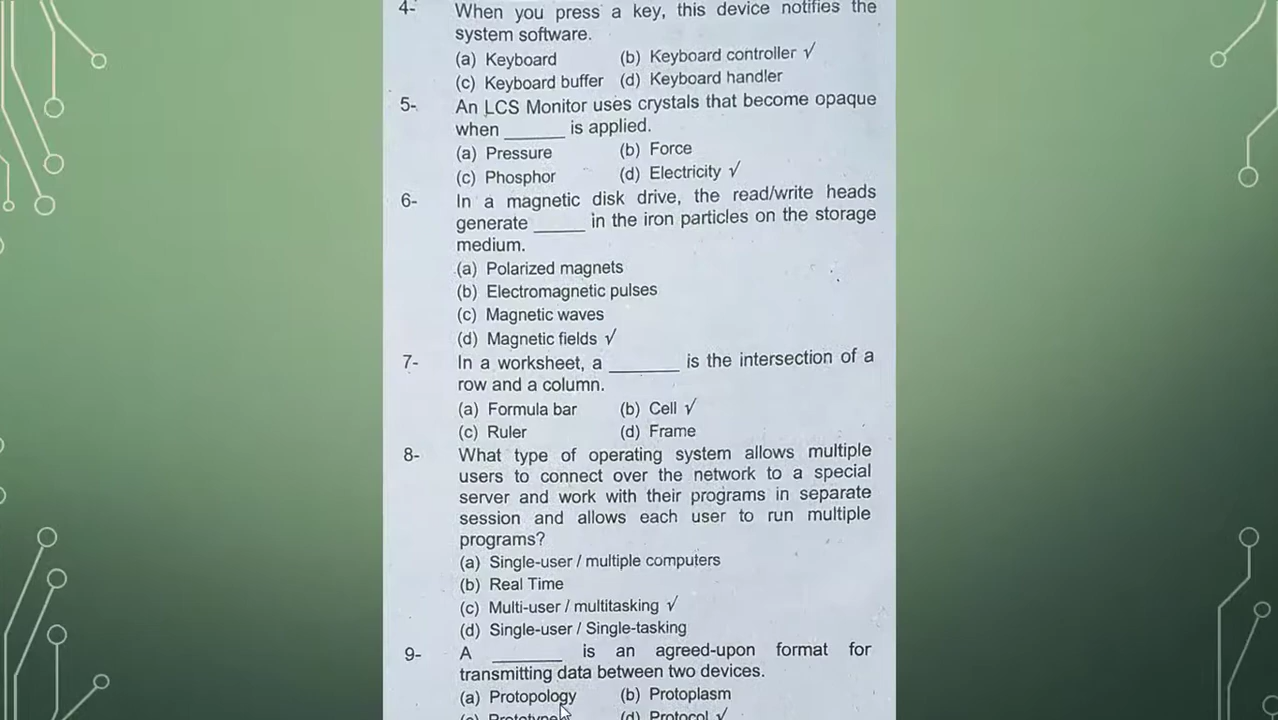 4- When you press a key, this device notifies the
system software.
(a) Keyboard (b) Keyboard controller √
(c) Keyboard buffer (d) Keyboard handler
5- An LCS Monitor uses crystals that become opaque
when ______ is applied.
(a) Pressure (b) Force
(c) Phosphor (d) Electricity √
6- In a magnetic disk drive, the read/write heads
generate _____ in the iron particles on the storage
medium.
(a) Polarized magnets
(b) Electromagnetic pulses
(c) Magnetic waves
(d) Magnetic fields √
7- In a worksheet, a _______ is the intersection of a
row and a column.
(a) Formula bar (b) Cell √
(c) Ruler (d) Frame
8- What type of operating system allows multiple
users to connect over the network to a special
server and work with their programs in separate
session and allows each user to run multiple
programs?
(a) Single-user / multiple computers
(b) Real Time
(c) Multi-user / multitasking √
(d) Single-user / Single-tasking
9- A _______ is an agreed-upon format for
transmitting data between two devices.
(a) Protopology (b) Protoplasm
(c) Prototype (d) Protocol √